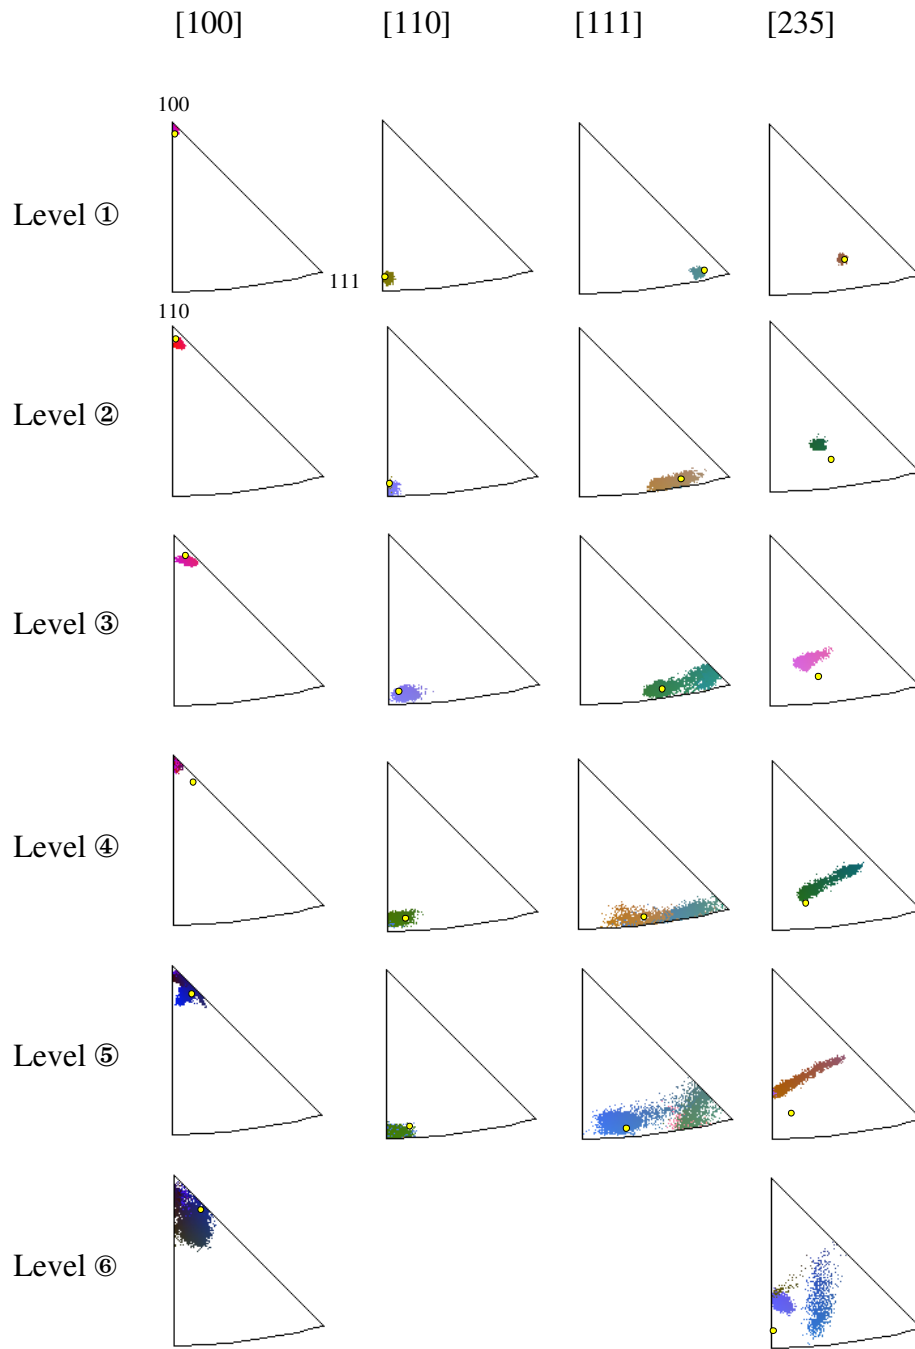 [100] [110] [111] [235]
100
Level ①
111
110
Level ②
Level ③
Level ④
Level ⑤
Level ⑥